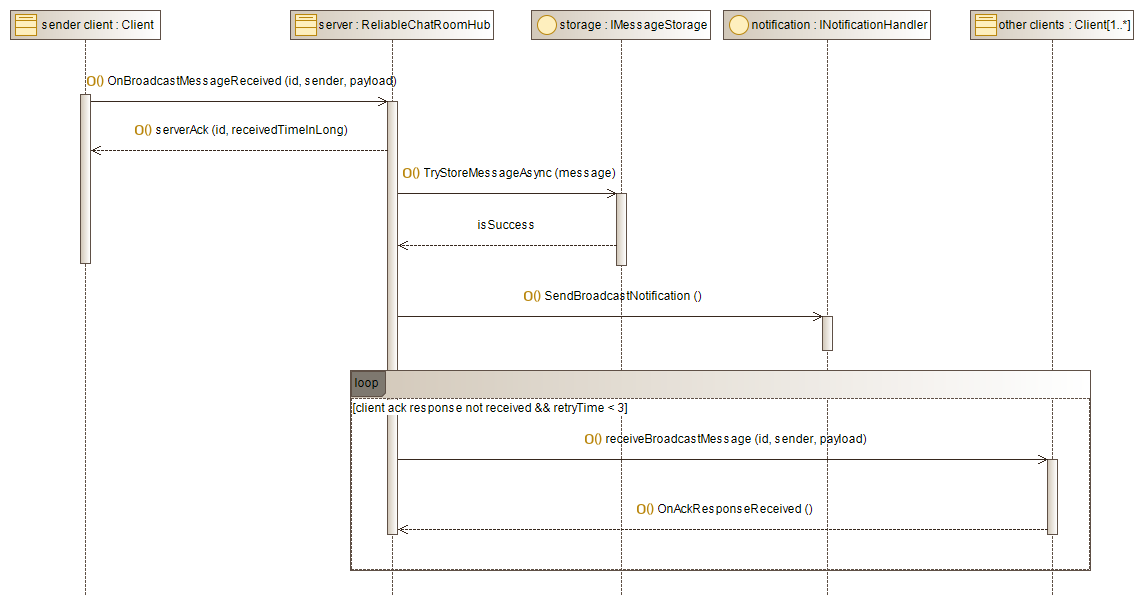 sender client : Client
server : ReliableChatRoomHub
storage : IMessageStorage
notification : INotificationHandler
other clients : Client[1..*]
O() OnBroadcastMessageReceived (id, sender, payload)
O() serverAck (id, receivedTimeInLong)
O() TryStoreMessageAsync (message)
isSuccess
O() SendBroadcastNotification ()
loop
[client ack response not received && retryTime < 3]
O() receiveBroadcastMessage (id, sender, payload)
O() OnAckResponseReceived ()